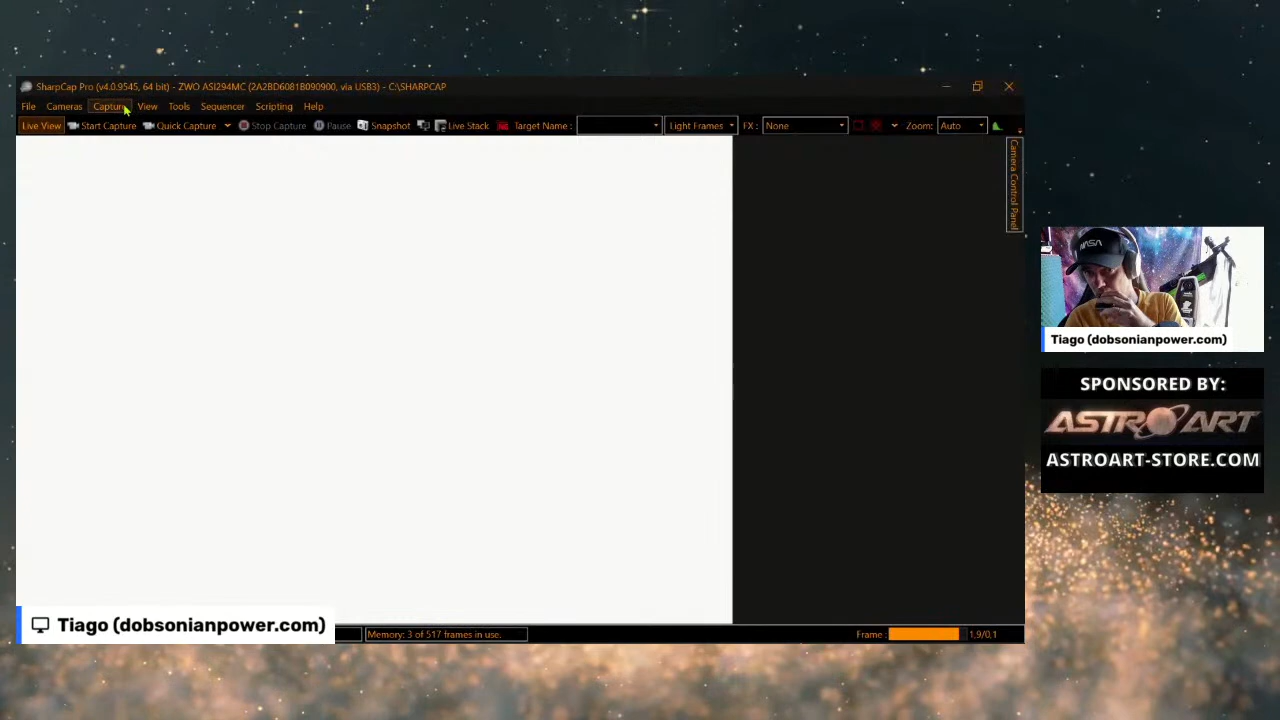 SharpCap Pro (v4.0.9545, 64 bit) - ZWO ASI294MC (2A2BD6081B090900, via USB3) - C:\SHARPCAP
File Cameras Capture View Tools Sequencer Scripting Help
Live View Start Capture Quick Capture Stop Capture Pause Snapshot Live Stack Target Name : Light Frames FX : None Zoom: Auto
Camera Control Panel
NASA
Tiago (dobsonianpower.com)
SPONSORED BY:
ASTROART
ASTROART-STORE.COM
Tiago (dobsonianpower.com)
Memory: 3 of 517 frames in use.
Frame : 1,9/0,1